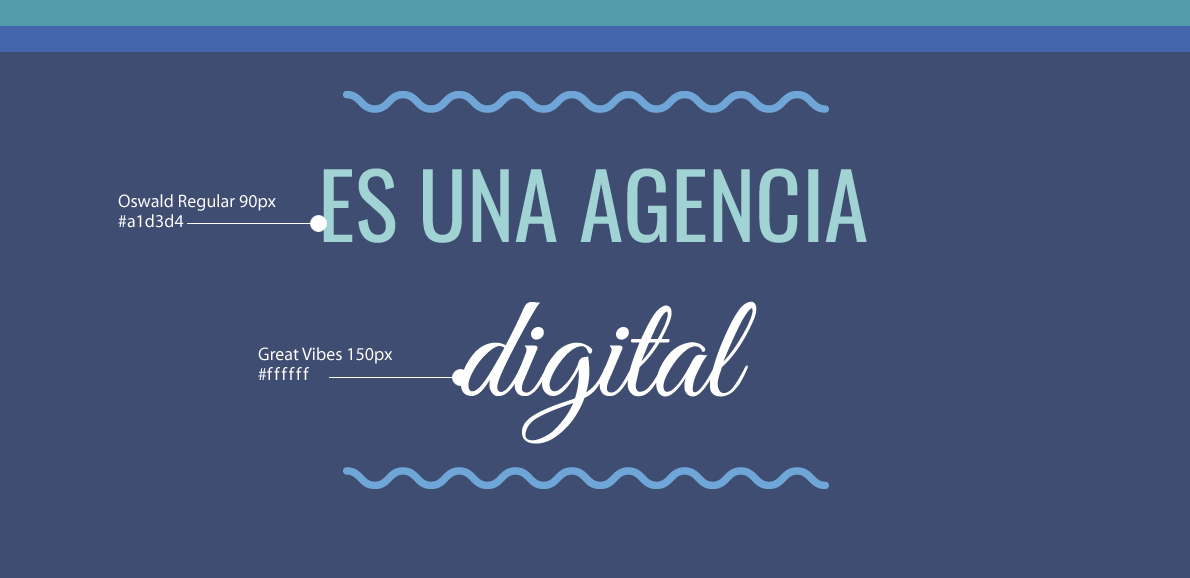 Oswald Regular 90px
#a1d3d4
ES UNA AGENCIA
Great Vibes 150px
#ffffff
digital